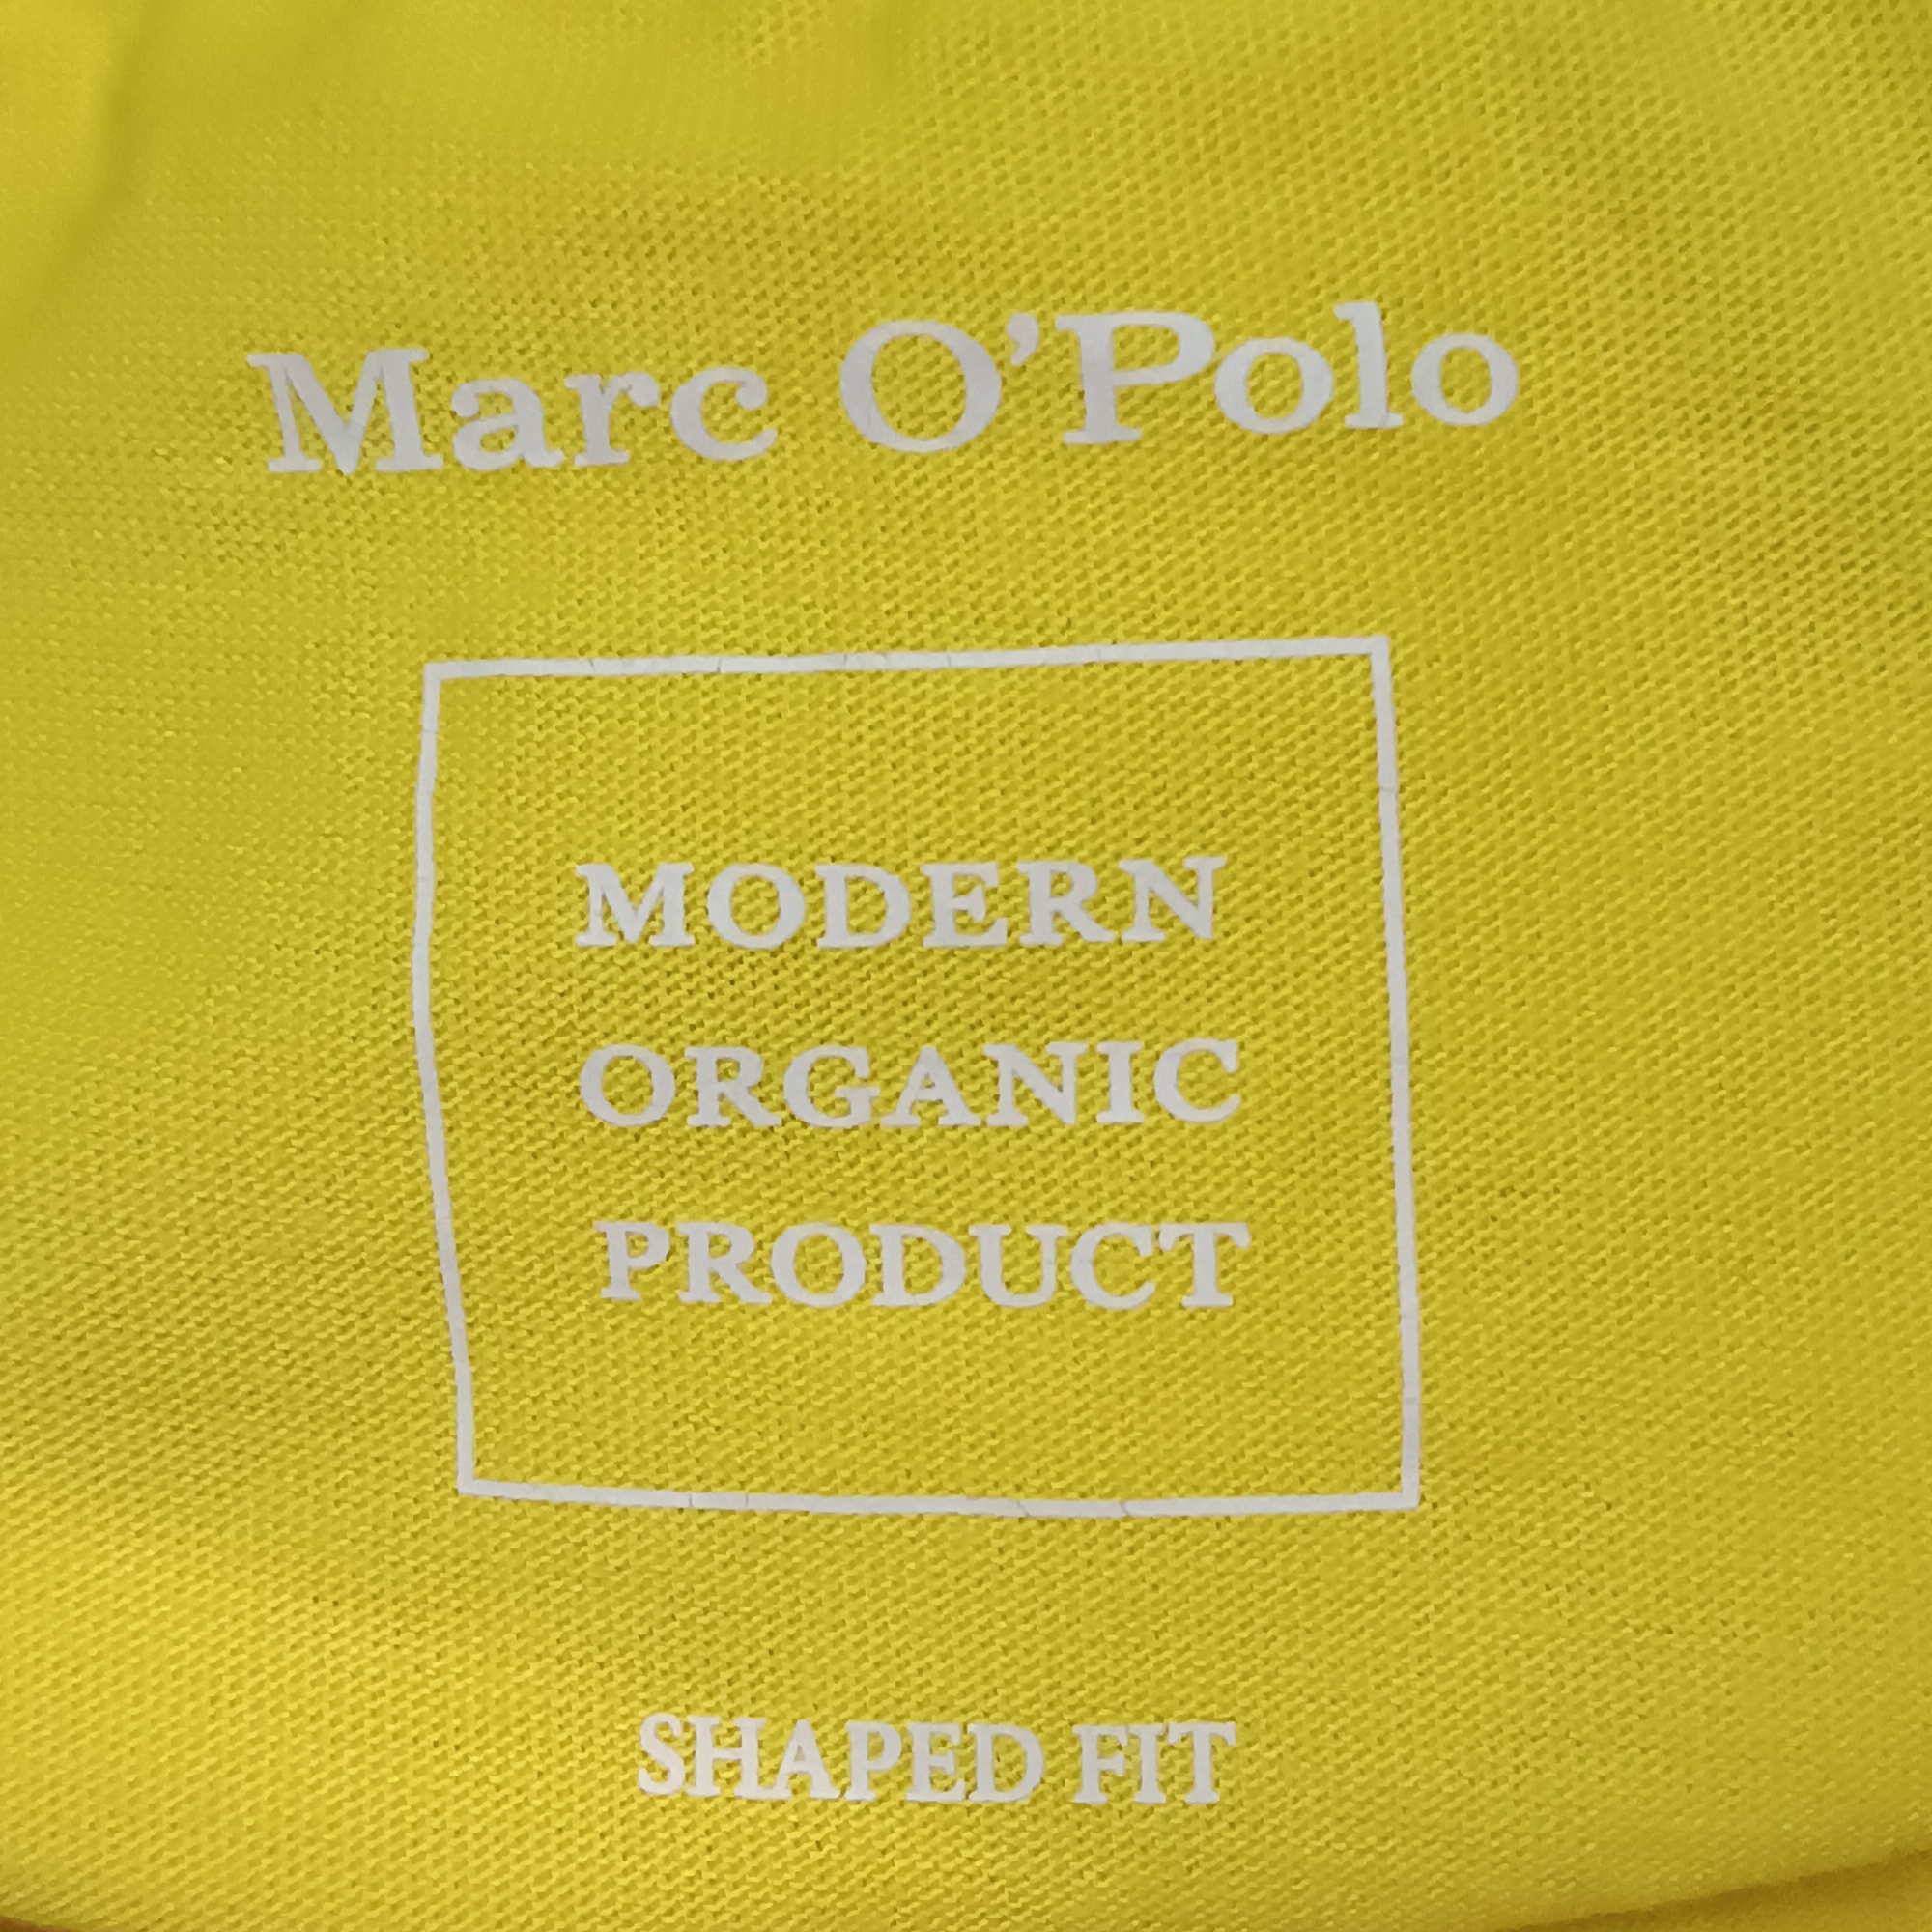 Marc O’Polo
MODERN
ORGANIC
PRODUCT
SHAPED FIT